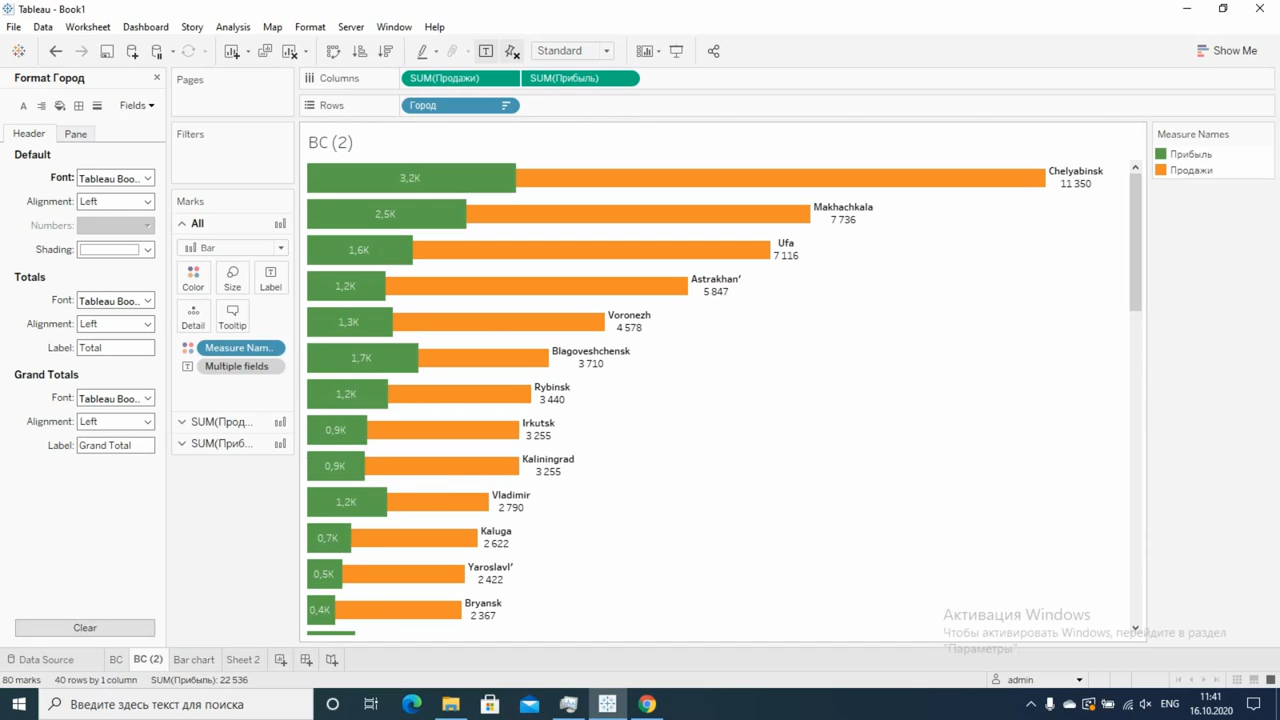 Tableau - Book1
File Data Worksheet Dashboard Story Analysis Map Format Server Window Help
Standard
Show Me
Format Город
Fields
Header Pane
Default
Font: Tableau Boo..
Alignment: Left
Numbers:
Shading:
Totals
Font: Tableau Boo..
Alignment: Left
Label: Total
Grand Totals
Font: Tableau Boo..
Alignment: Left
Label: Grand Total
Clear
Pages
Filters
Marks
All
Bar
Color Size Label
Detail Tooltip
Measure Nam..
Multiple fields
SUM(Прод...
SUM(Приб...
Columns SUM(Продажи) SUM(Прибыль)
Rows Город
BC (2)
3,2K Chelyabinsk
11 350
2,5K Makhachkala
7 736
1,6K Ufa
7 116
1,2K Astrakhan’
5 847
1,3K Voronezh
4 578
1,7K Blagoveshchensk
3 710
1,2K Rybinsk
3 440
0,9K Irkutsk
3 255
0,9K Kaliningrad
3 255
1,2K Vladimir
2 790
0,7K Kaluga
2 622
0,5K Yaroslavl’
2 422
0,4K Bryansk
2 367
Measure Names
Прибыль
Продажи
Активация Windows
Чтобы активировать Windows, перейдите в раздел
"Параметры".
Data Source BC BC (2) Bar chart Sheet 2
80 marks 40 rows by 1 column SUM(Прибыль): 22 536
admin
Введите здесь текст для поиска
ENG
11:41
16.10.2020